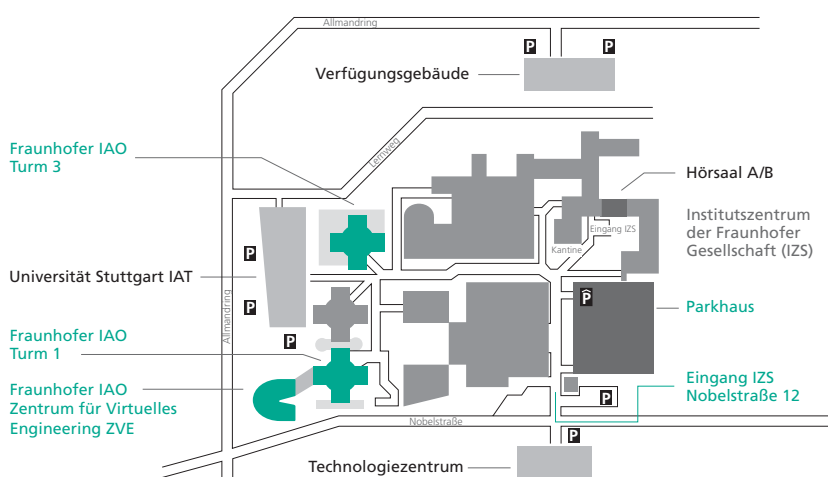 Allmandring
P
P
Verfügungsgebäude
Lernweg
Fraunhofer IAO
Turm 3
Hörsaal A/B
Institutszentrum
der Fraunhofer
Gesellschaft (IZS)
Eingang IZS
Kantine
P
Universität Stuttgart IAT
P
P
Allmandring
P
Parkhaus
Fraunhofer IAO
Turm 1
Fraunhofer IAO
Zentrum für Virtuelles
Engineering ZVE
Eingang IZS
Nobelstraße 12
P
Nobelstraße
P
Technologiezentrum